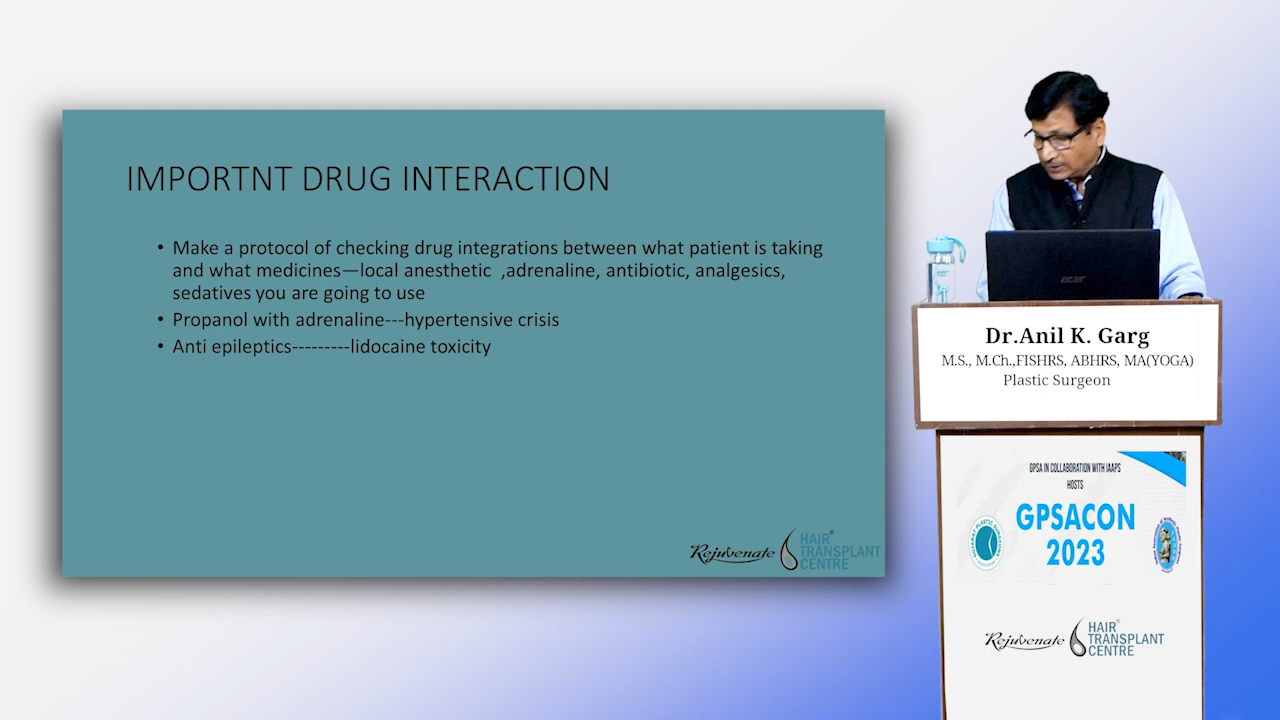 IMPORTNT DRUG INTERACTION
• Make a protocol of checking drug integrations between what patient is taking
and what medicines—local anesthetic ,adrenaline, antibiotic, analgesics,
sedatives you are going to use
• Propanol with adrenaline---hypertensive crisis
• Anti epileptics---------lidocaine toxicity
Rejuvenate
HAIR®
TRANSPLANT
CENTRE
acer
Dr.Anil K. Garg
M.S., M.Ch.,FISHRS, ABHRS, MA(YOGA)
Plastic Surgeon
GPSA IN COLLABORATION WITH IAAPS
HOSTS
GPSACON
2023
Rejuvenate
HAIR®
TRANSPLANT
CENTRE